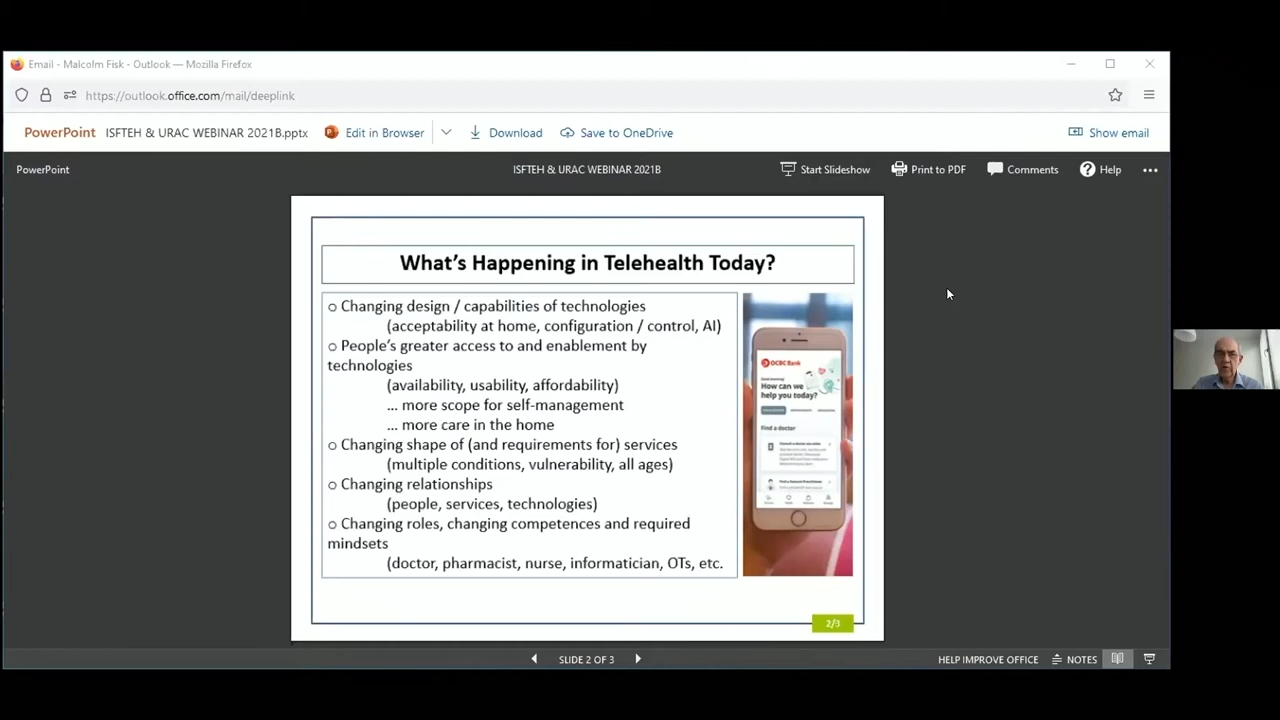 Email - Malcolm Fisk - Outlook — Mozilla Firefox
https://outlook.office.com/mail/deeplink
PowerPoint ISFTEH & URAC WEBINAR 2021B.pptx Edit in Browser Download Save to OneDrive Show email
PowerPoint ISFTEH & URAC WEBINAR 2021B Start Slideshow Print to PDF Comments Help
What's Happening in Telehealth Today?
o Changing design / capabilities of technologies
(acceptability at home, configuration / control, AI)
o People's greater access to and enablement by
technologies
(availability, usability, affordability)
... more scope for self-management
... more care in the home
o Changing shape of (and requirements for) services
(multiple conditions, vulnerability, all ages)
o Changing relationships
(people, services, technologies)
o Changing roles, changing competences and required
mindsets
(doctor, pharmacist, nurse, informatician, OTs, etc.
OCBC Bank
How can we
help you today?
Find a doctor
2/3
SLIDE 2 OF 3 HELP IMPROVE OFFICE NOTES